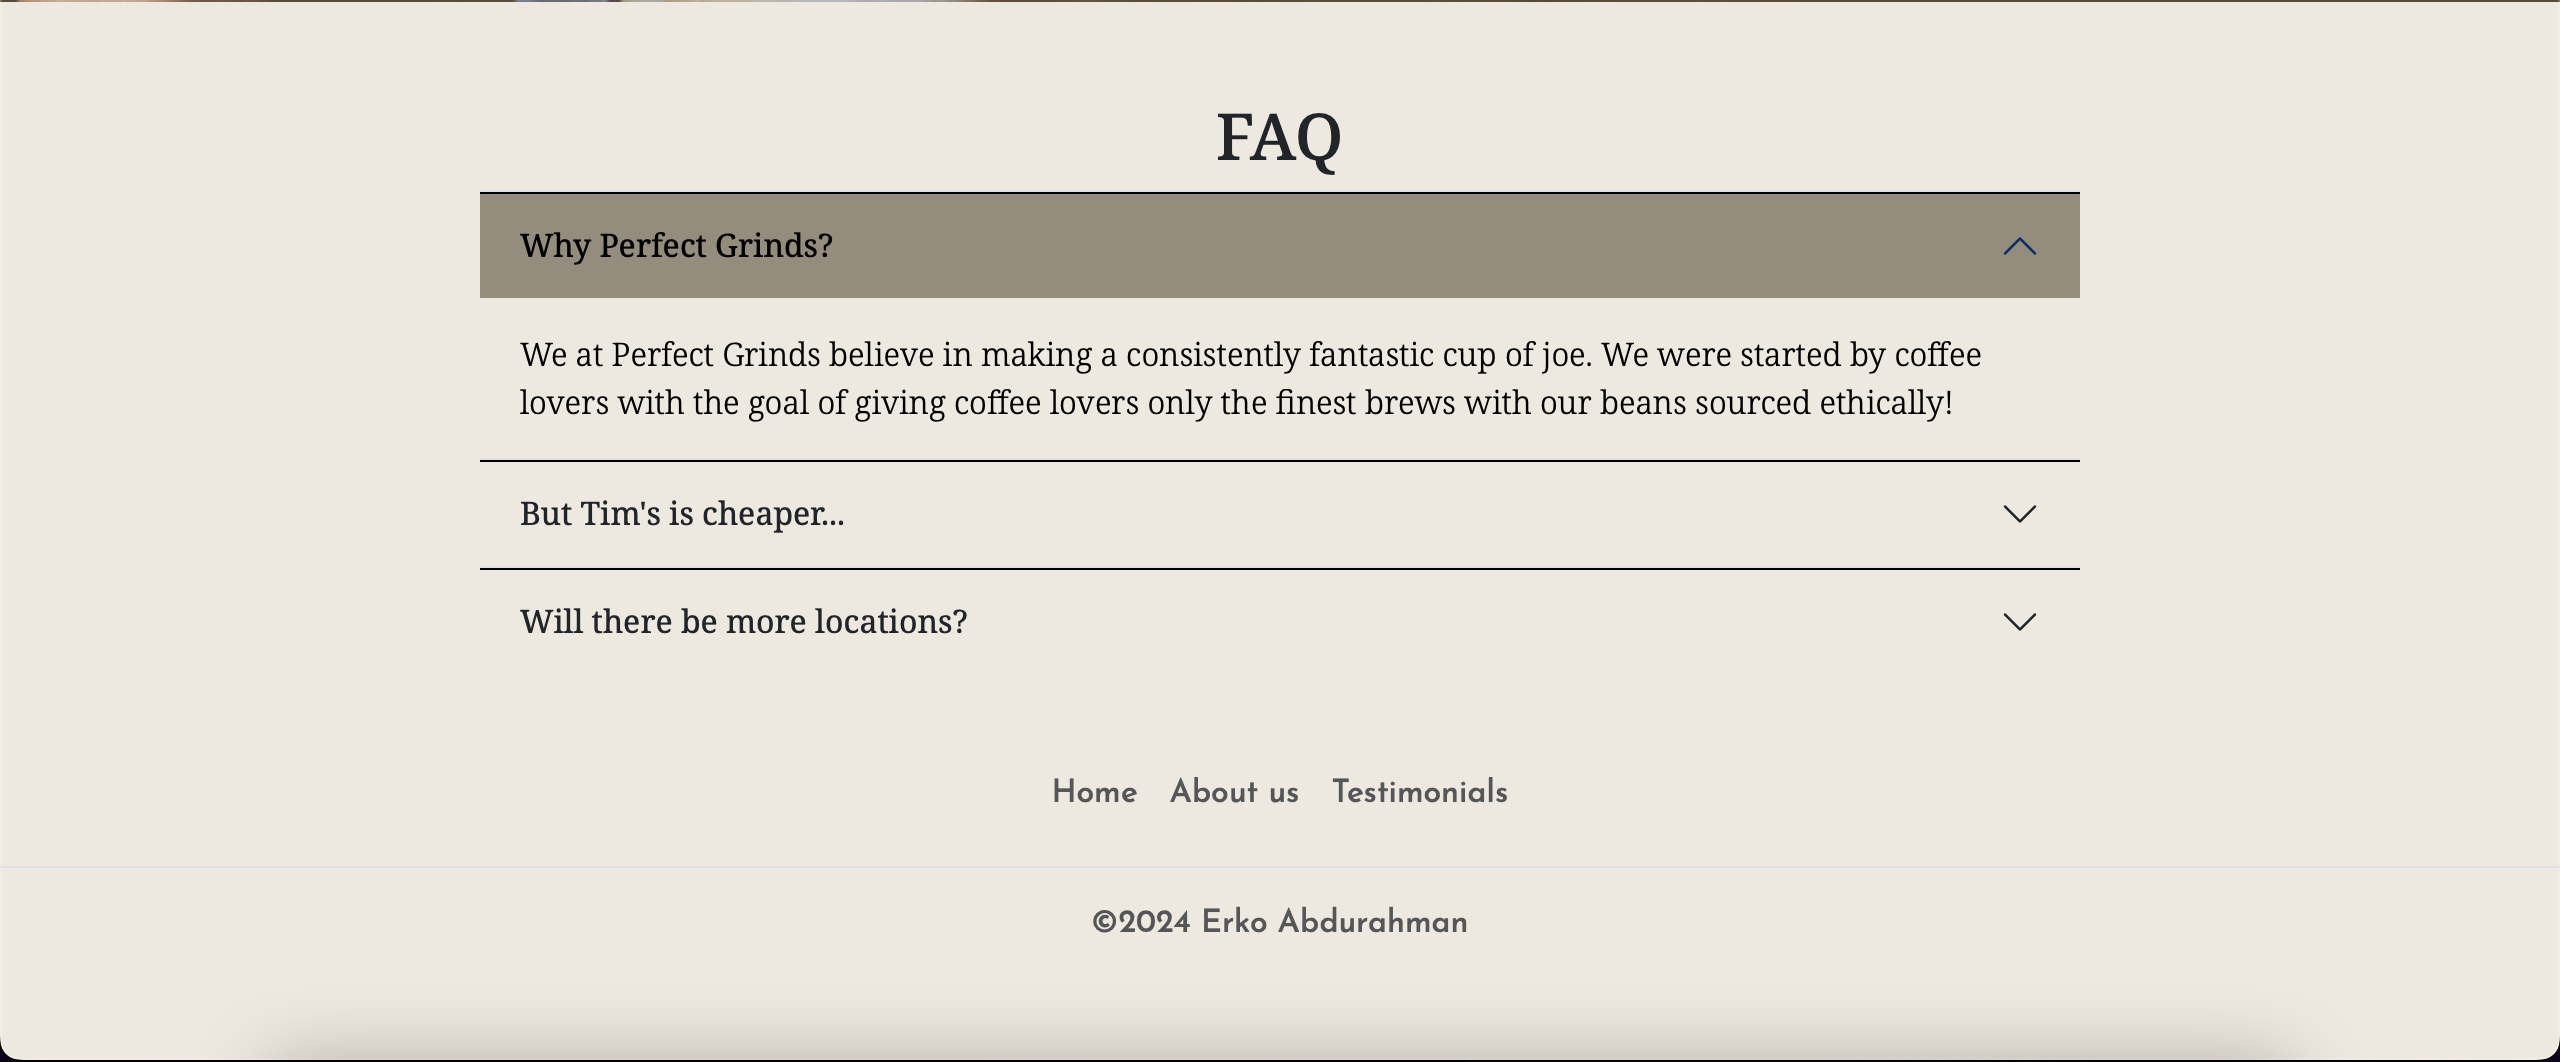 FAQ
Why Perfect Grinds?
We at Perfect Grinds believe in making a consistently fantastic cup of joe. We were started by coffee
lovers with the goal of giving coffee lovers only the finest brews with our beans sourced ethically!
But Tim's is cheaper...
Will there be more locations?
Home About us Testimonials
©2024 Erko Abdurahman